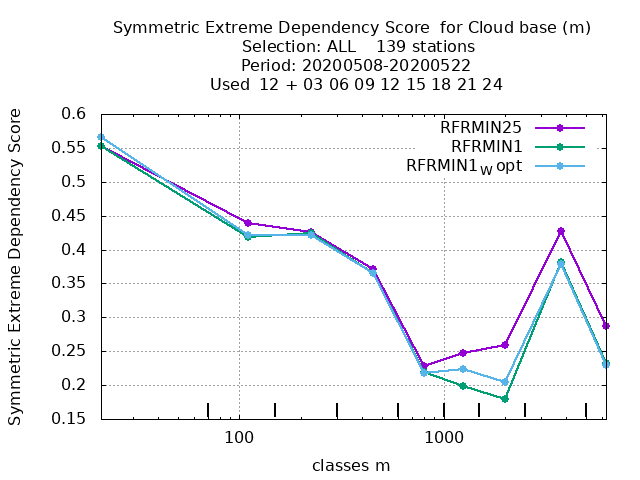 Symmetric Extreme Dependency Score  for Cloud base (m)
Selection: ALL    139 stations
Period: 20200508-20200522
Used  12 + 03 06 09 12 15 18 21 24
Symmetric Extreme Dependency Score
0.6
0.55
0.5
0.45
0.4
0.35
0.3
0.25
0.2
0.15
RFRMIN25
RFRMIN1
RFRMIN1W opt
100
1000
classes m